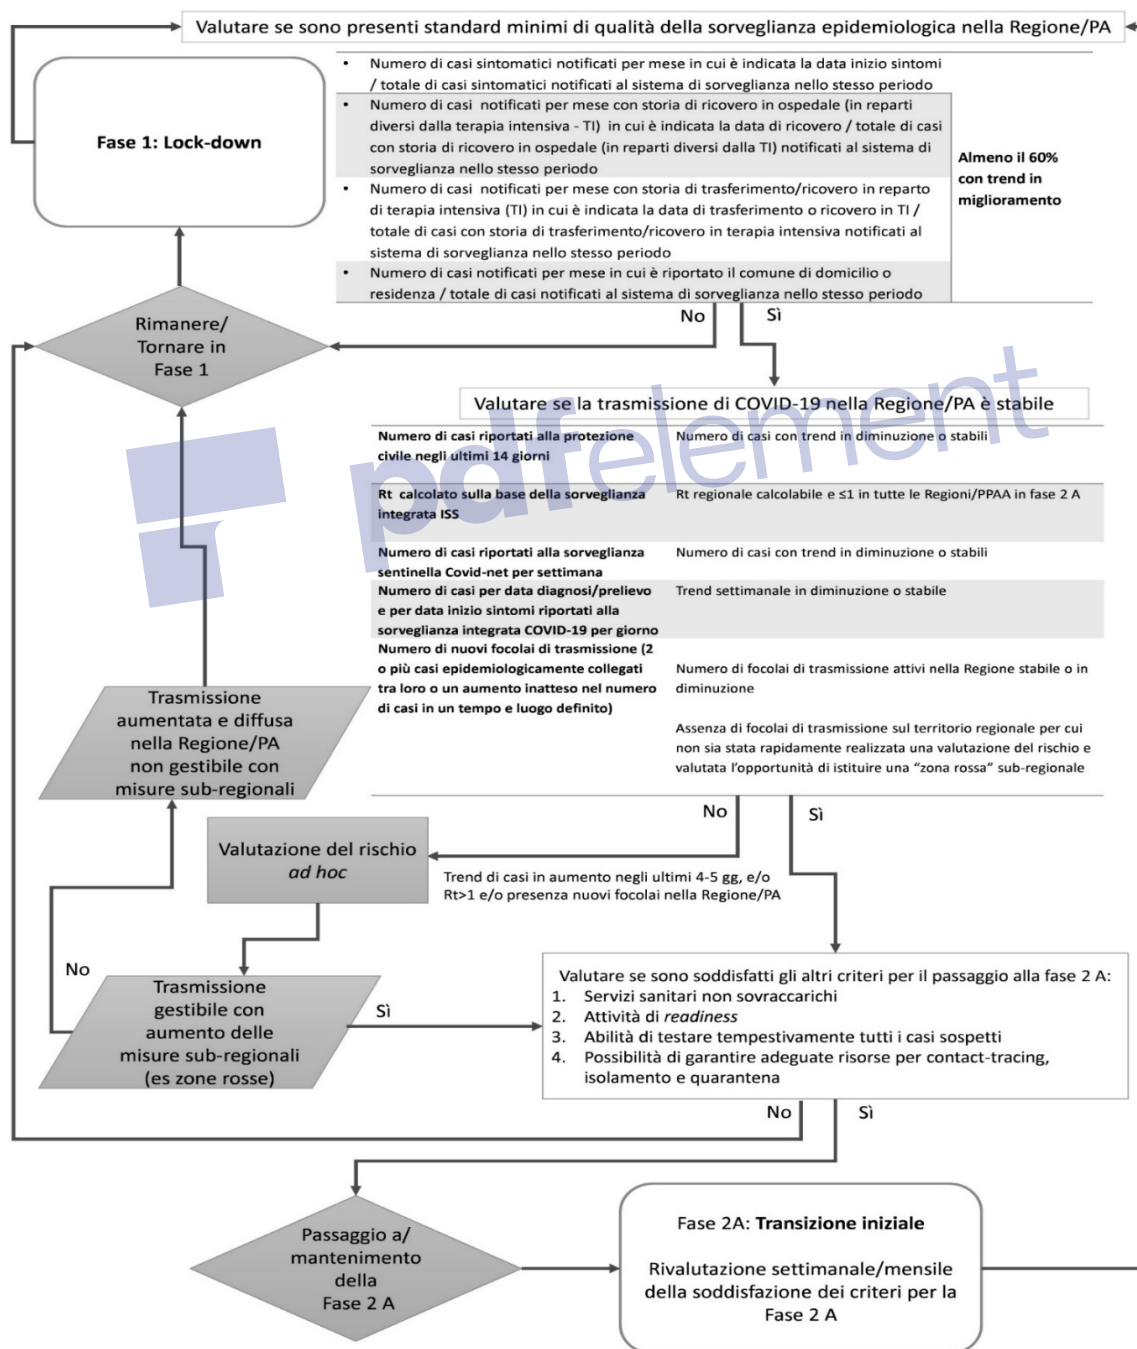 Valutare se sono presenti standard minimi di qualità della sorveglianza epidemiologica nella Regione/PA
Fase 1: Lock-down
• Numero di casi sintomatici notificati per mese in cui è indicata la data inizio sintomi
/ totale di casi sintomatici notificati al sistema di sorveglianza nello stesso periodo
• Numero di casi notificati per mese con storia di ricovero in ospedale (in reparti
diversi dalla terapia intensiva - TI) in cui è indicata la data di ricovero / totale di casi
con storia di ricovero in ospedale (in reparti diversi dalla TI) notificati al sistema di
sorveglianza nello stesso periodo
• Numero di casi notificati per mese con storia di trasferimento/ricovero in reparto
di terapia intensiva (TI) in cui è indicata la data di trasferimento o ricovero in TI /
totale di casi con storia di trasferimento/ricovero in terapia intensiva notificati al
sistema di sorveglianza nello stesso periodo
• Numero di casi notificati per mese in cui è riportato il comune di domicilio o
residenza / totale di casi notificati al sistema di sorveglianza nello stesso periodo
Almeno il 60%
con trend in
miglioramento
No
Sì
Rimanere/
Tornare in
Fase 1
Valutare se la trasmissione di COVID-19 nella Regione/PA è stabile
Numero di casi riportati alla protezione
civile negli ultimi 14 giorni
Numero di casi con trend in diminuzione o stabili
Rt calcolato sulla base della sorveglianza
integrata ISS
Rt regionale calcolabile e ≤1 in tutte le Regioni/PPAA in fase 2 A
Numero di casi riportati alla sorveglianza
sentinella Covid-net per settimana
Numero di casi con trend in diminuzione o stabili
Numero di casi per data diagnosi/prelievo
e per data inizio sintomi riportati alla
sorveglianza integrata COVID-19 per giorno
Trend settimanale in diminuzione o stabile
Numero di nuovi focolai di trasmissione (2
o più casi epidemiologicamente collegati
tra loro o un aumento inatteso nel numero
di casi in un tempo e luogo definito)
Numero di focolai di trasmissione attivi nella Regione stabile o in
diminuzione
Assenza di focolai di trasmissione sul territorio regionale per cui
non sia stata rapidamente realizzata una valutazione del rischio e
valutata l’opportunità di istituire una “zona rossa” sub-regionale
pdfelement
Trasmissione
aumentata e diffusa
nella Regione/PA
non gestibile con
misure sub-regionali
No
Sì
Valutazione del rischio
ad hoc
Trend di casi in aumento negli ultimi 4-5 gg, e/o
Rt>1 e/o presenza nuovi focolai nella Regione/PA
No
Trasmissione
gestibile con
aumento delle
misure sub-regionali
(es zone rosse)
Sì
Valutare se sono soddisfatti gli altri criteri per il passaggio alla fase 2 A:
1. Servizi sanitari non sovraccarichi
2. Attività di readiness
3. Abilità di testare tempestivamente tutti i casi sospetti
4. Possibilità di garantire adeguate risorse per contact-tracing,
isolamento e quarantena
No
Sì
Passaggio a/
mantenimento
della
Fase 2 A
Fase 2A: Transizione iniziale
Rivalutazione settimanale/mensile
della soddisfazione dei criteri per la
Fase 2 A